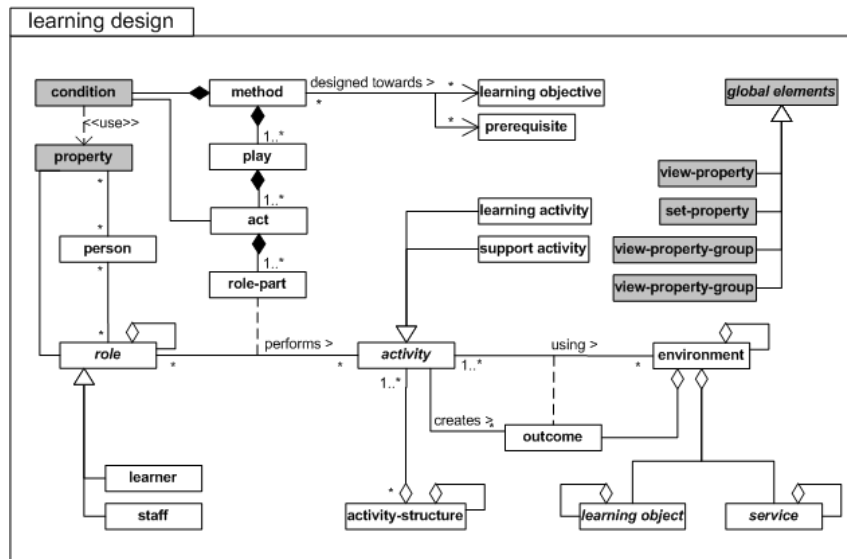 learning design
condition
method
designed towards >
*
*
learning objective
global elements
<<use>>
1..*
*
prerequisite
property
play
view-property
*
1..*
set-property
*
act
learning activity
person
support activity
view-property-group
*
1..*
role-part
view-property-group
*
role
performs >
activity
using >
environment
*
*
1..*
1..*
*
creates >
*
outcome
learner
*
staff
activity-structure
learning object
service